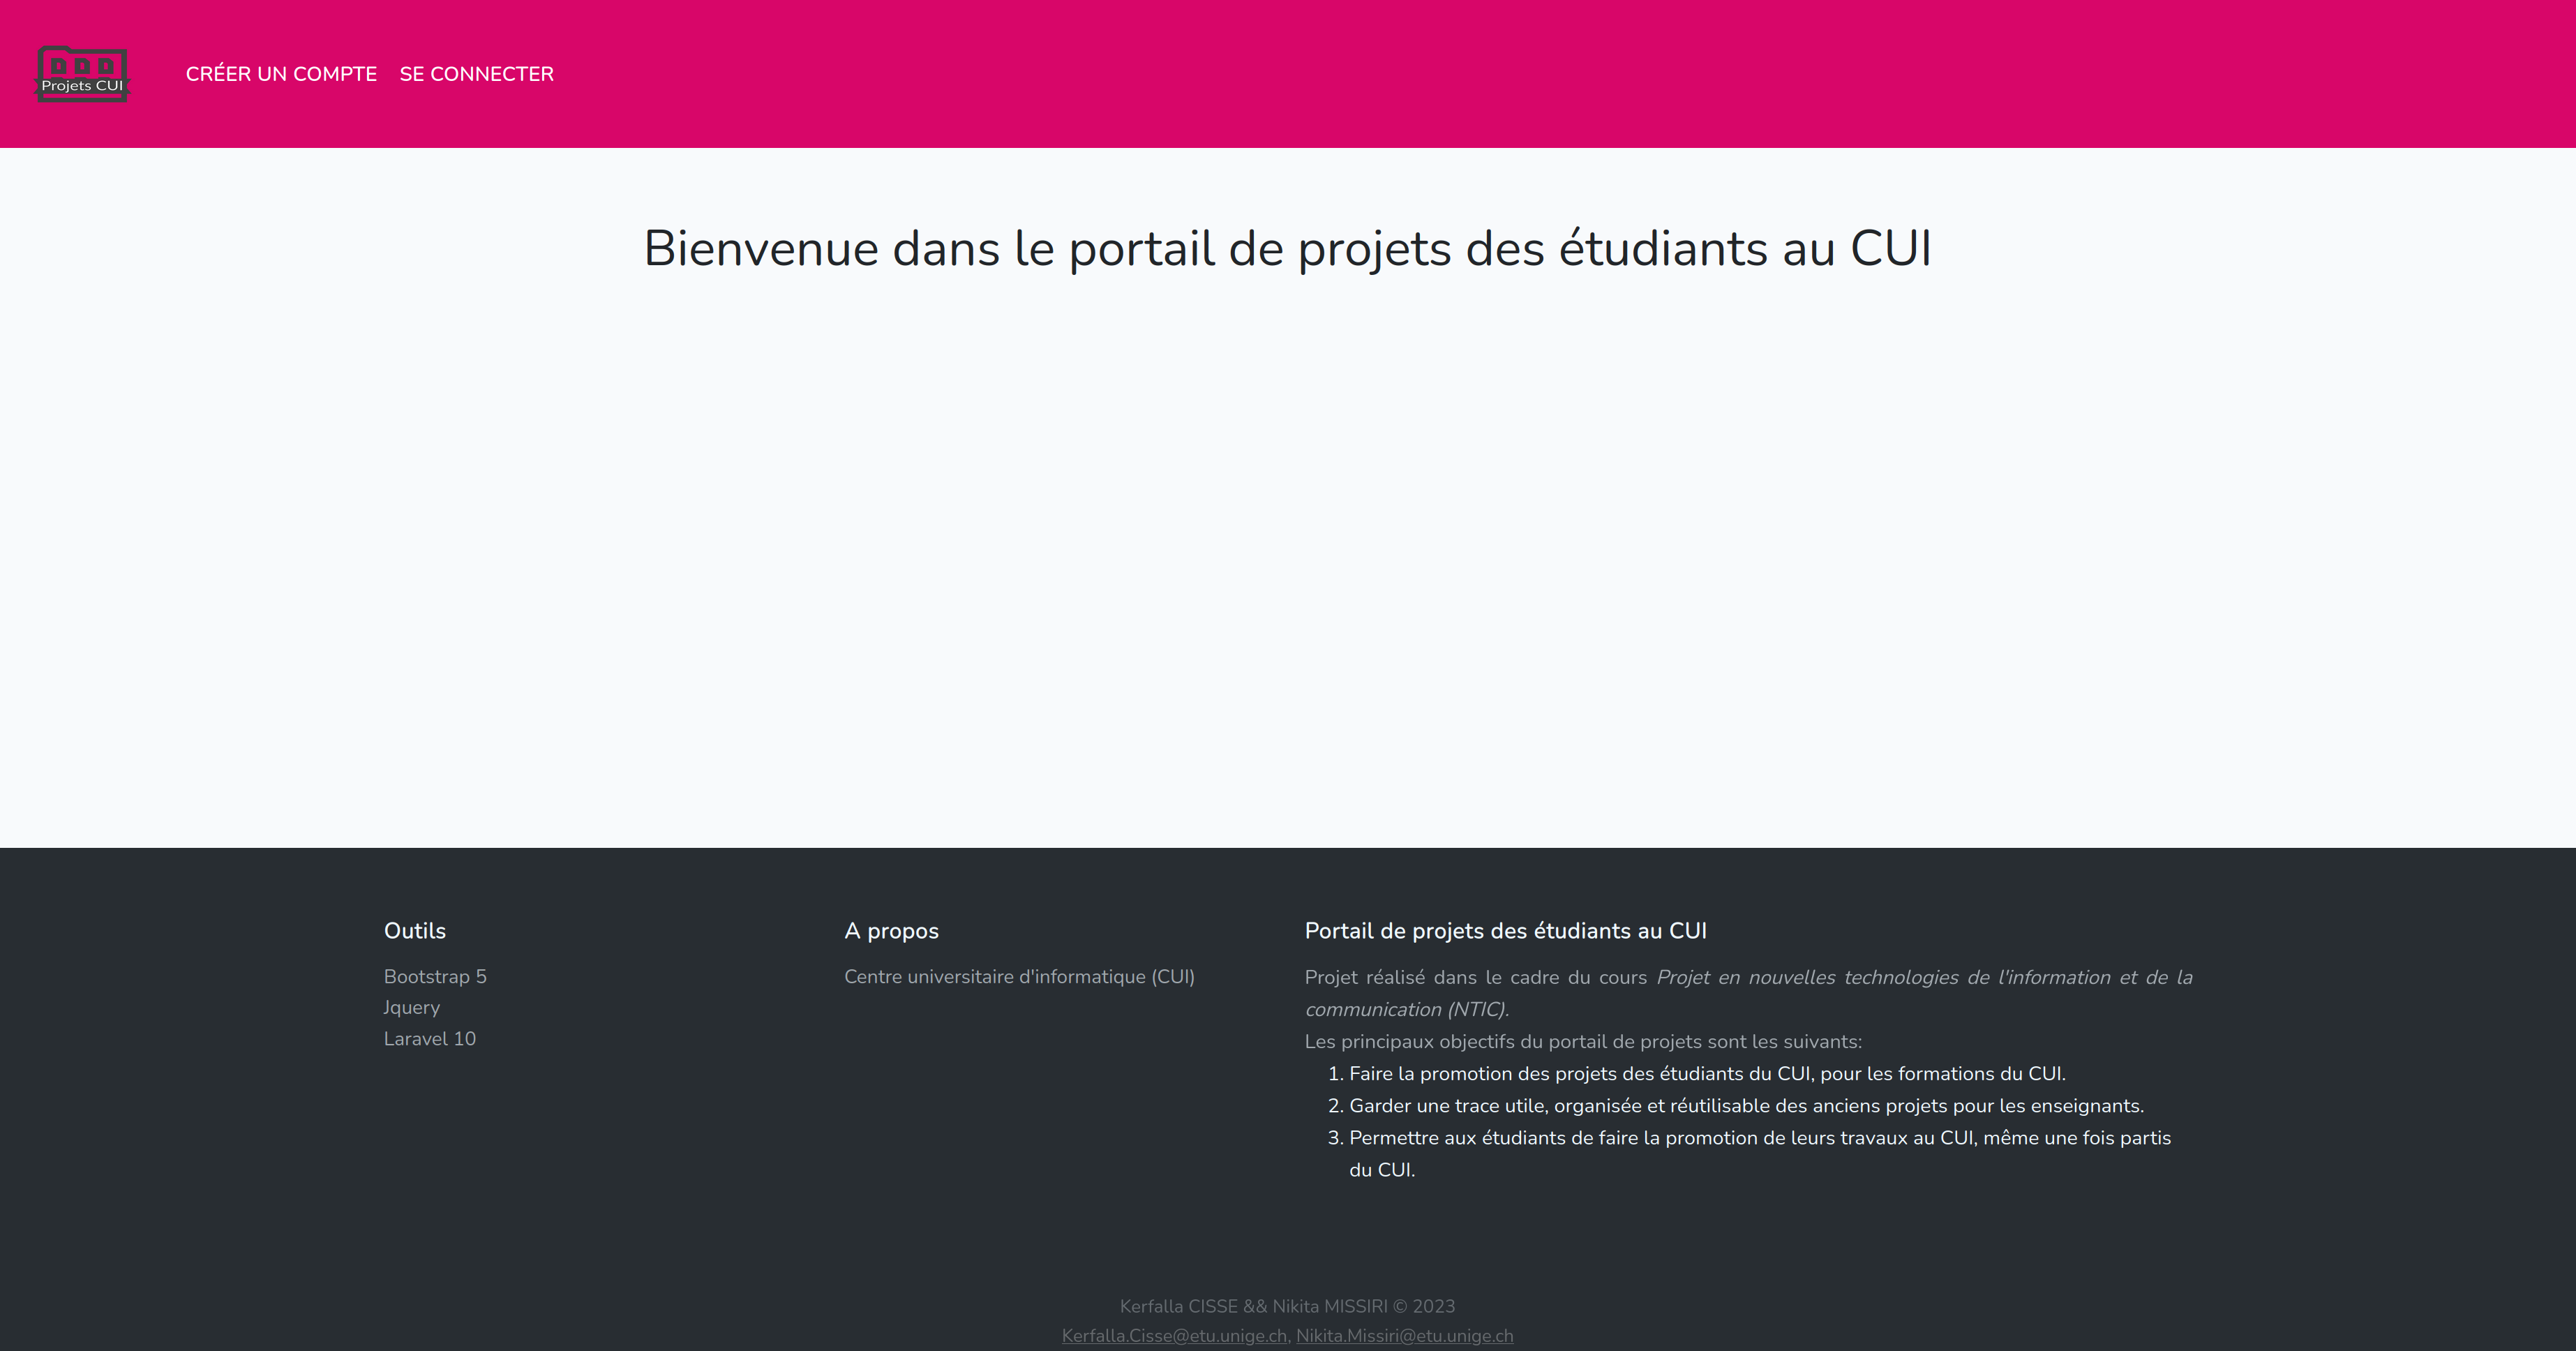 Projets CUI
CRÉER UN COMPTE SE CONNECTER
Bienvenue dans le portail de projets des étudiants au CUI
Outils
Bootstrap 5
Jquery
Laravel 10
A propos
Centre universitaire d'informatique (CUI)
Portail de projets des étudiants au CUI
Projet réalisé dans le cadre du cours Projet en nouvelles technologies de l'information et de la
communication (NTIC).
Les principaux objectifs du portail de projets sont les suivants:
1. Faire la promotion des projets des étudiants du CUI, pour les formations du CUI.
2. Garder une trace utile, organisée et réutilisable des anciens projets pour les enseignants.
3. Permettre aux étudiants de faire la promotion de leurs travaux au CUI, même une fois partis
du CUI.
Kerfalla CISSE && Nikita MISSIRI © 2023
Kerfalla.Cisse@etu.unige.ch, Nikita.Missiri@etu.unige.ch